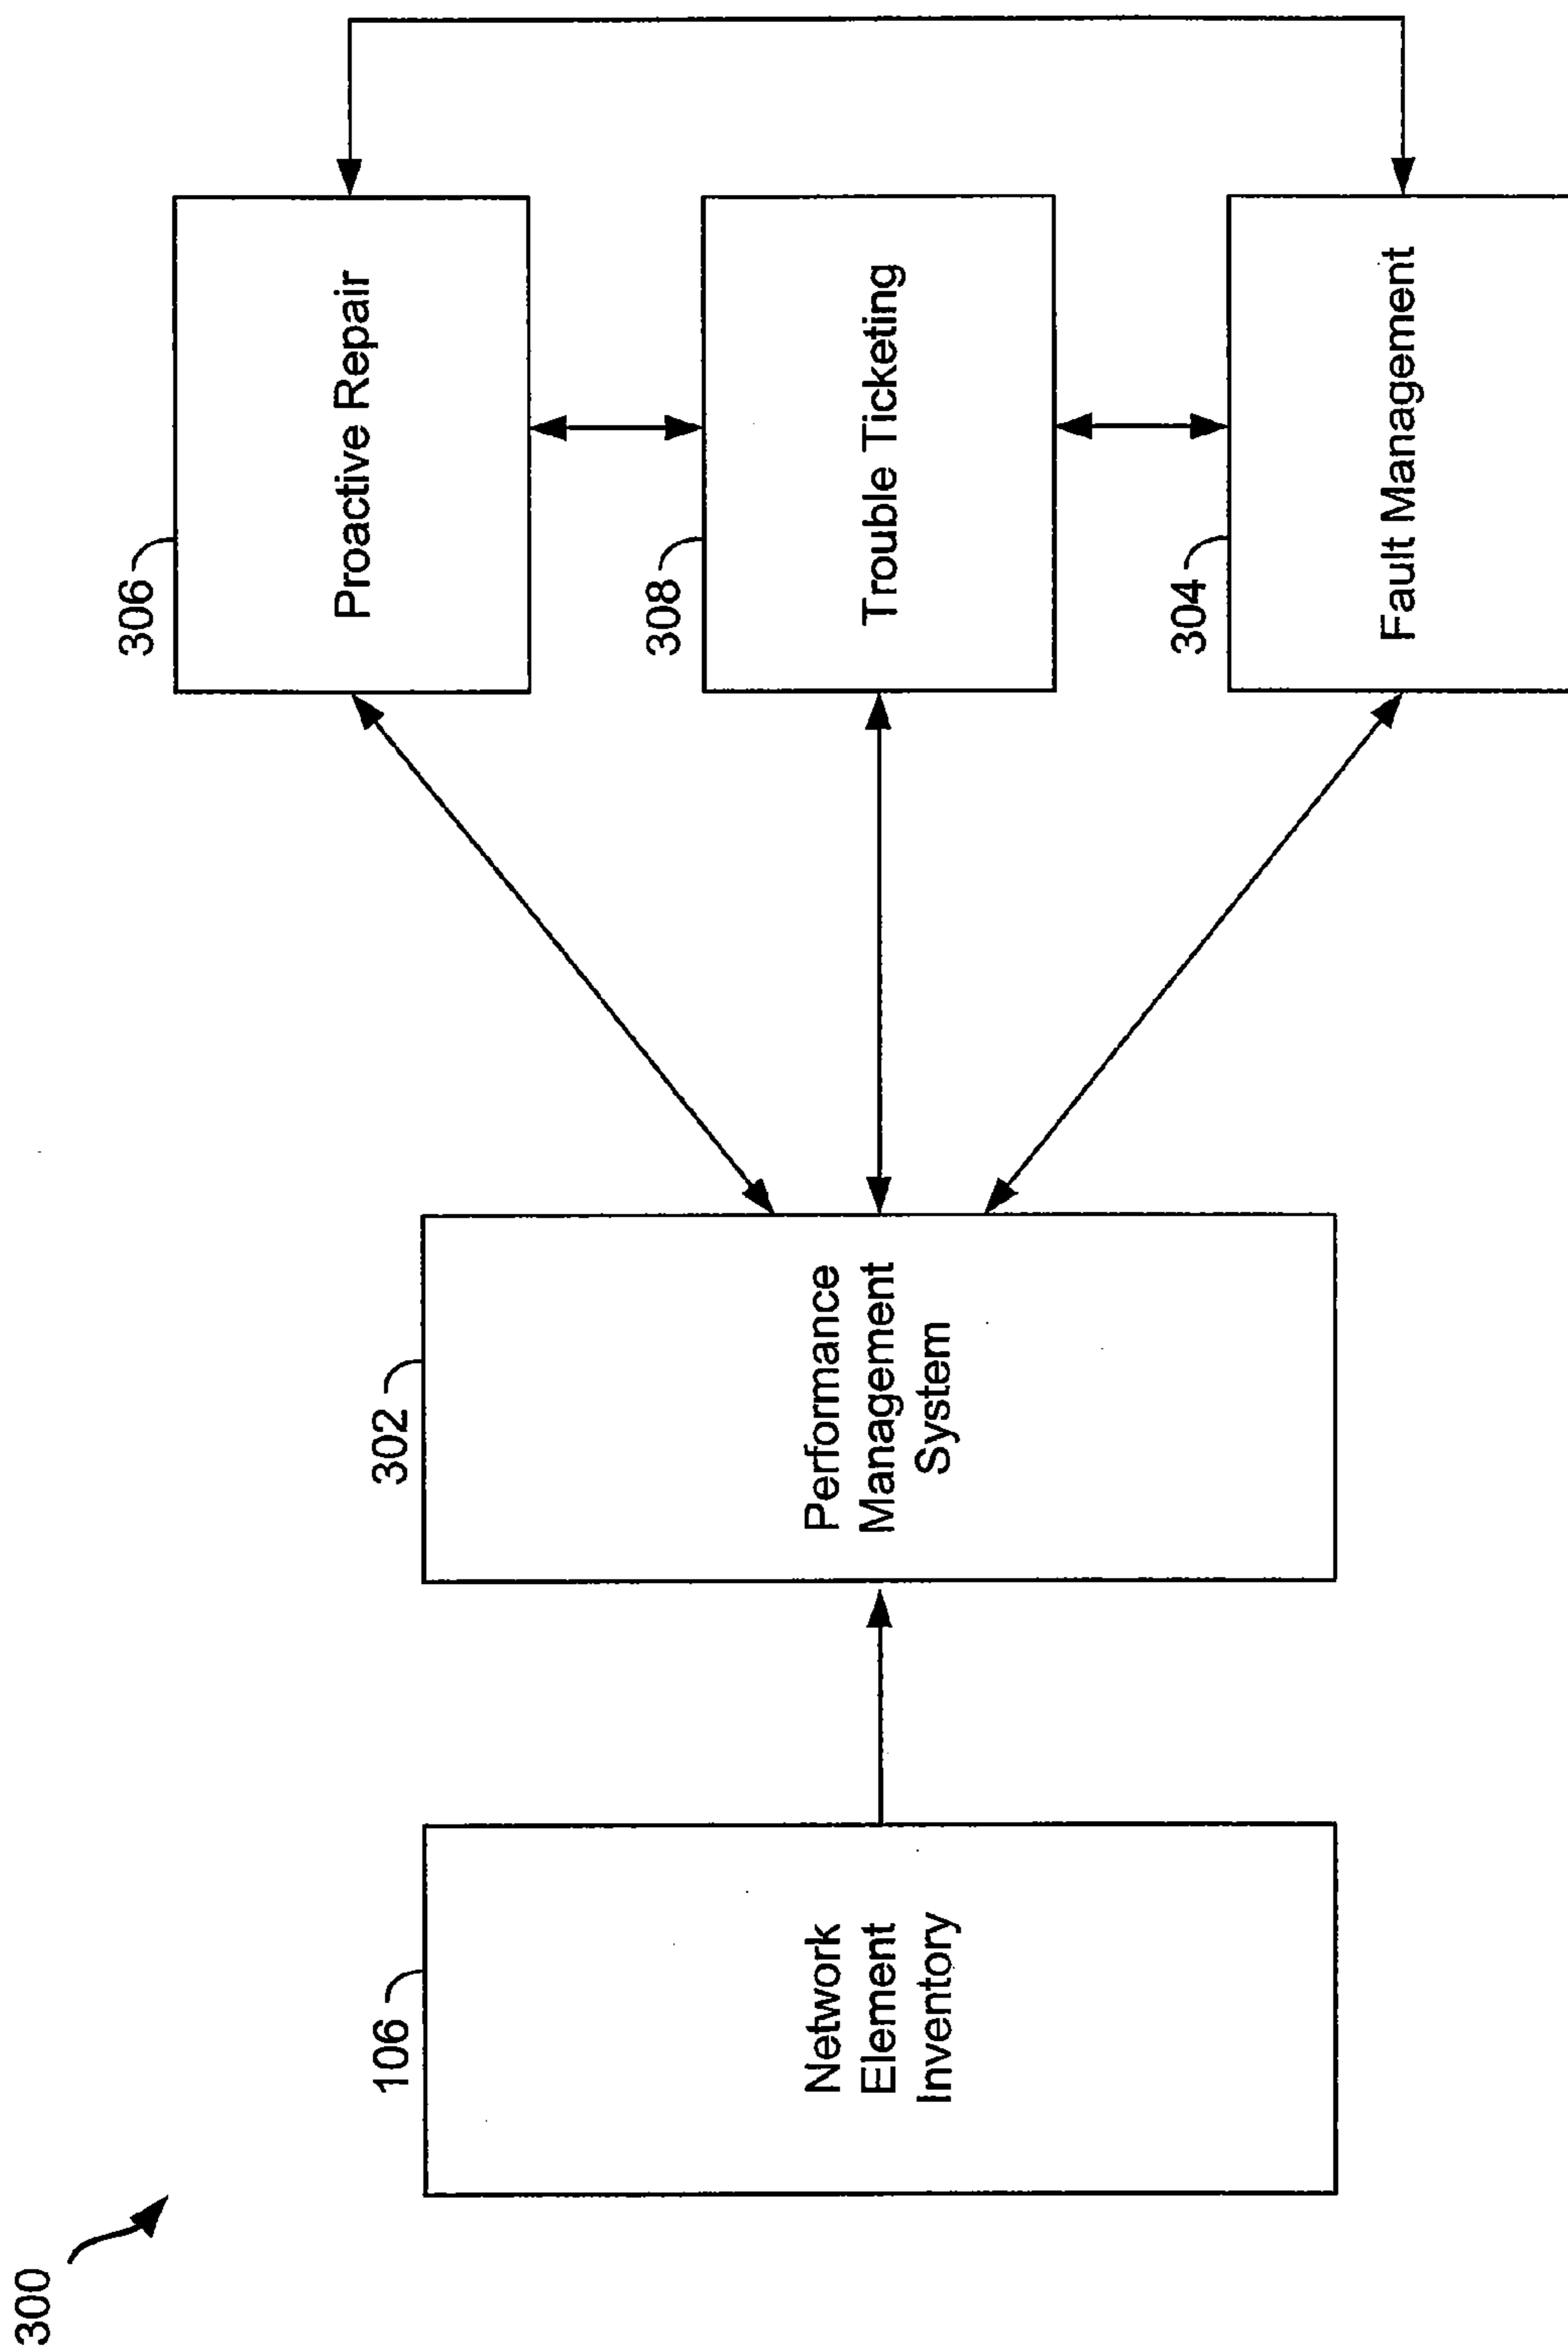 300
106
Network
Element
Inventory
302
Performance
Management
System
306
Proactive Repair
308
Trouble Ticketing
304
Fault Management